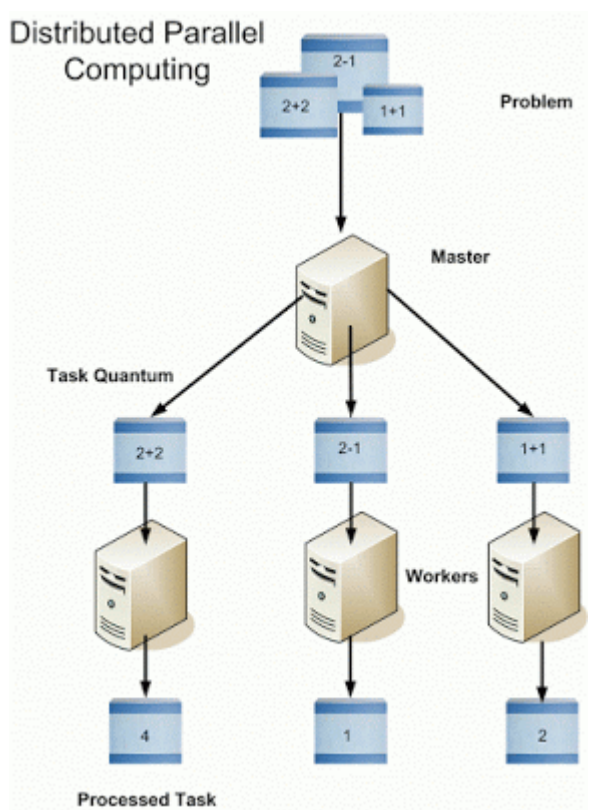 Distributed Parallel
Computing
2-1
2+2
1+1
Problem
Master
Task Quantum
2+2
2-1
1+1
Workers
4
1
2
Processed Task